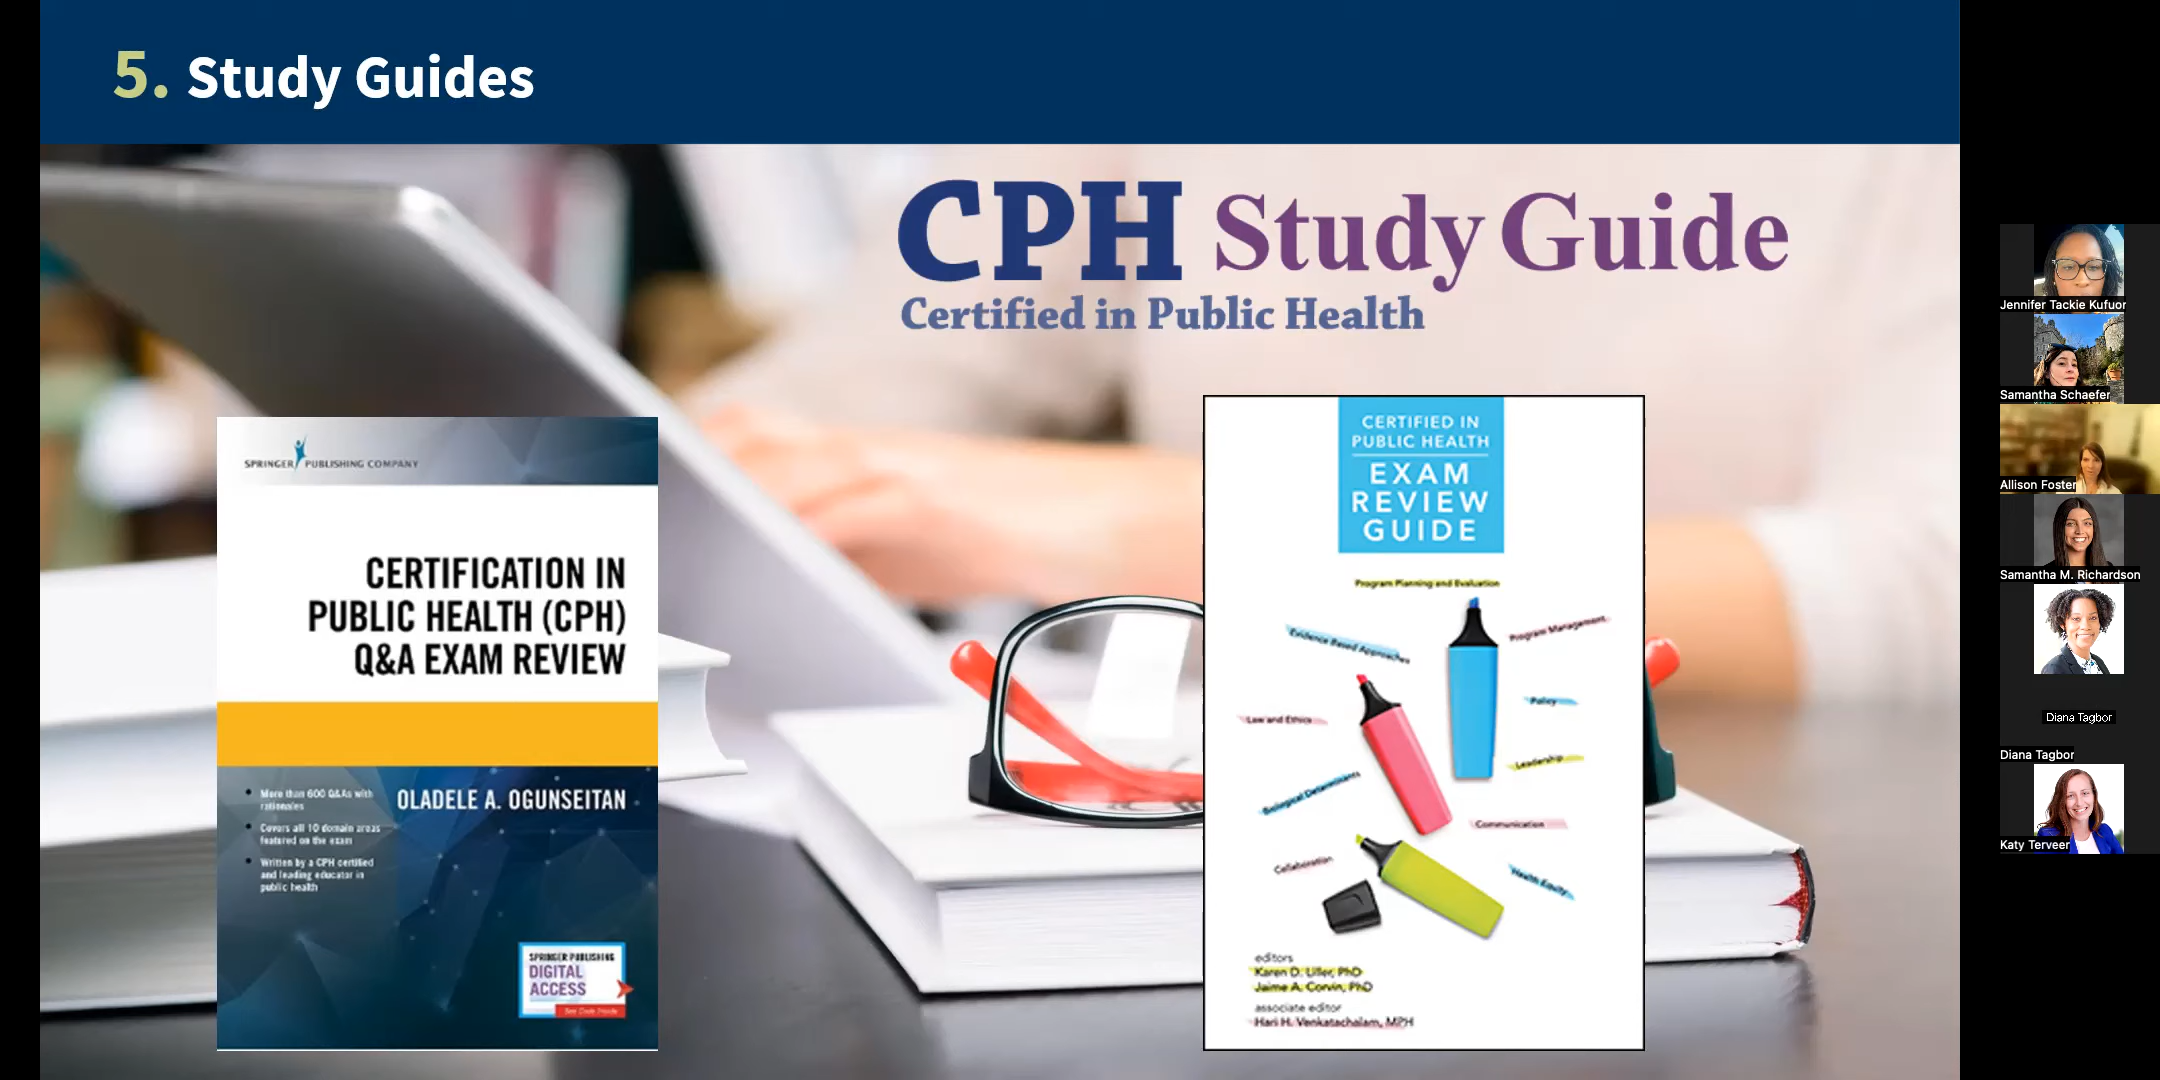 5. Study Guides
CPH Study Guide
Certified in Public Health
SPRINGER PUBLISHING COMPANY
CERTIFICATION IN
PUBLIC HEALTH (CPH)
Q&A EXAM REVIEW
OLADELE A. OGUNSEITAN
• More than 600 Q&As with
rationales
• Covers all 10 domain areas
featured on the exam
• Written by a CPH certified
and leading educator in
public health
SPRINGER PUBLISHING
DIGITAL
ACCESS
See Code Inside
CERTIFIED IN
PUBLIC HEALTH
EXAM
REVIEW
GUIDE
Program Planning and Evaluation
Evidence Based Approaches
Program Management
Policy
Law and Ethics
Leadership
Biological Determinants
Communication
Collaboration
Health Equity
editors
Karen D. Liller, PhD
Jaime A. Corvin, PhD
associate editor
Hari H. Venkatachalam, MPH
Jennifer Tackie Kufuor
Samantha Schaefer
Allison Foster
Samantha M. Richardson
Diana Tagbor
Diana Tagbor
Katy Terveer